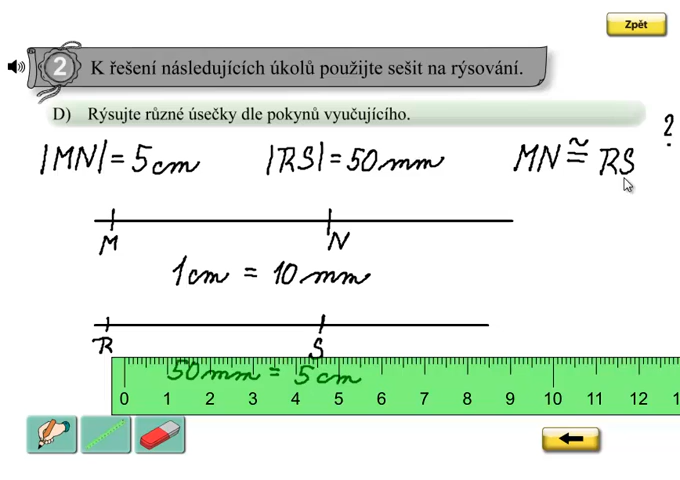 Zpět
2 K řešení následujících úkolů použijte sešit na rýsování.
D) Rýsujte různé úsečky dle pokynů vyučujícího.
?
|MN| = 5 cm |RS| = 50 mm MN ≅ RS
M N
1 cm = 10 mm
R S
50 mm = 5 cm
0 1 2 3 4 5 6 7 8 9 10 11 12 1